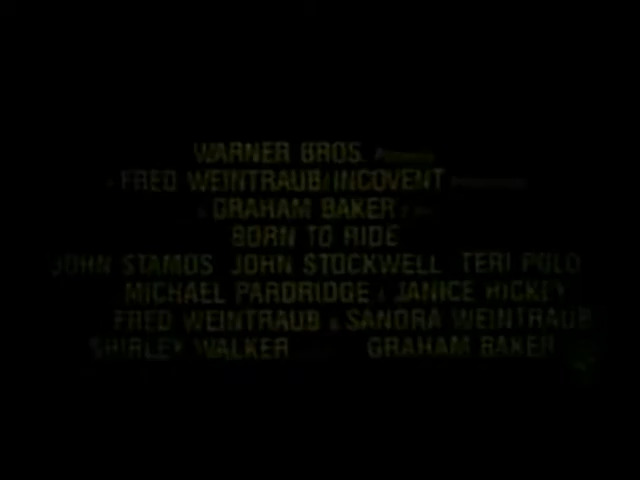 WARNER BROS.
FRED WEINTRAUB/INCOVENT
GRAHAM BAKER
BORN TO RIDE
JOHN STAMOS JOHN STOCKWELL TERI POLO
MICHAEL PARDRIDGE & JANICE HICKEY
FRED WEINTRAUB & SANDRA WEINTRAUB
SHIRLEY WALKER GRAHAM BAKER